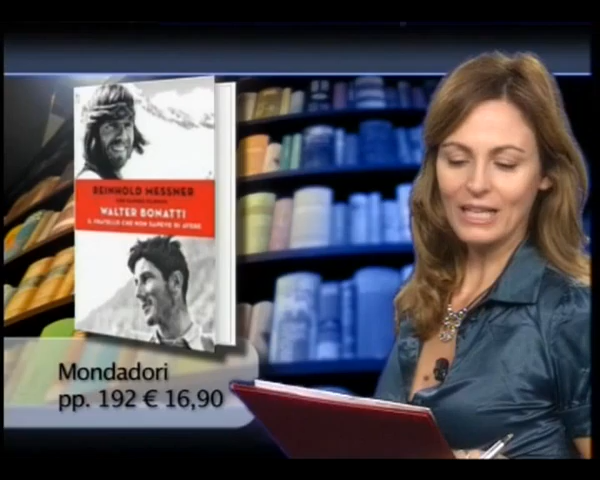 REINHOLD MESSNER
WALTER BONATTI
IL FRATELLO CHE NON SAPEVO DI AVERE
Mondadori
pp. 192 € 16,90